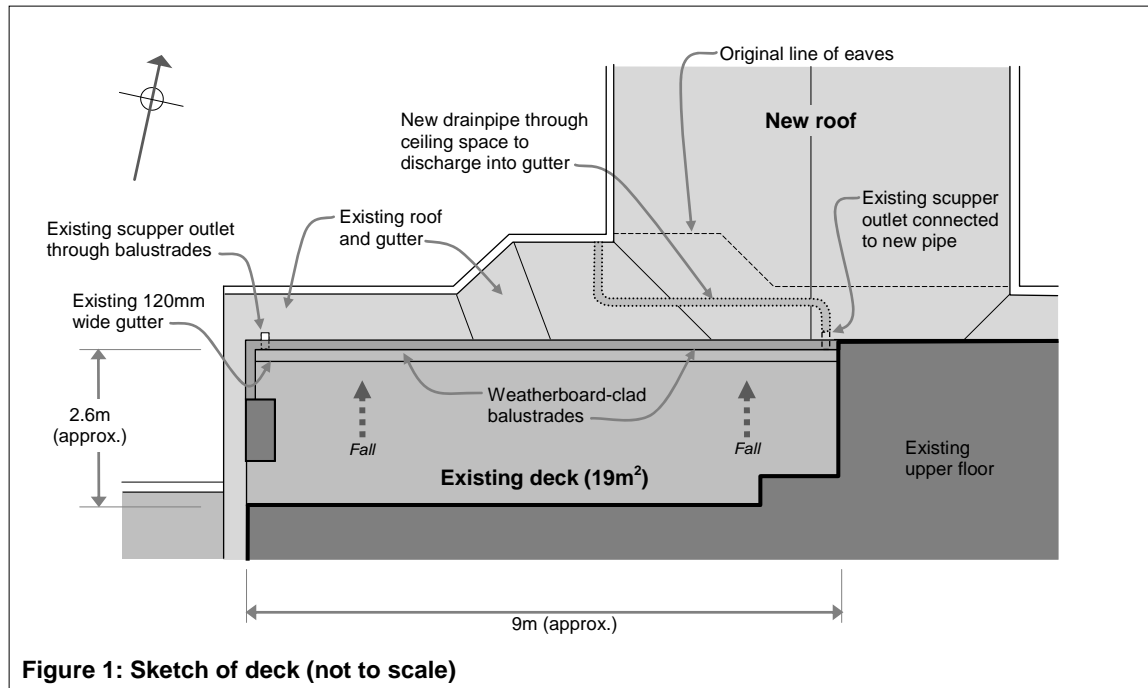 Original line of eaves
New roof
New drainpipe through
ceiling space to
discharge into gutter
Existing scupper
outlet connected
to new pipe
Existing scupper outlet
through balustrades
Existing roof
and gutter
Existing 120mm
wide gutter
Weatherboard-clad
balustrades
2.6m
(approx.)
Fall
Fall
Existing deck (19m²)
Existing
upper floor
9m (approx.)
Figure 1: Sketch of deck (not to scale)